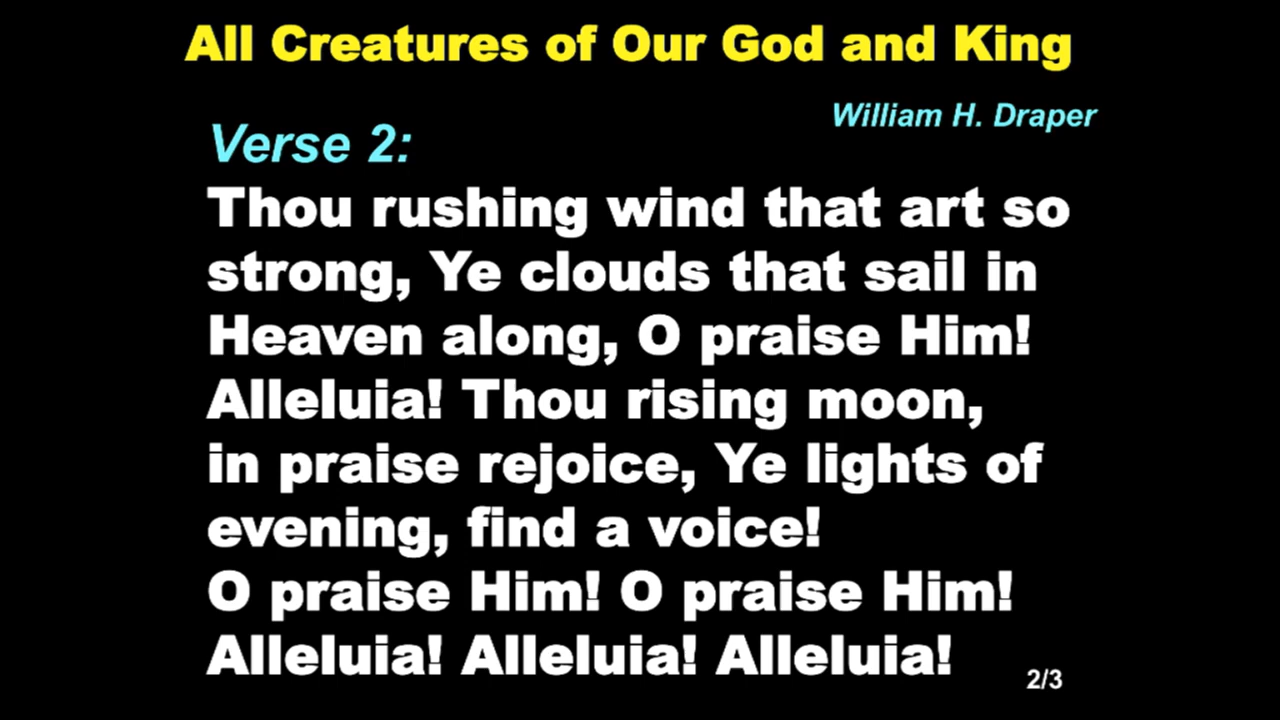 All Creatures of Our God and King
William H. Draper
Verse 2:
Thou rushing wind that art so
strong, Ye clouds that sail in
Heaven along, O praise Him!
Alleluia! Thou rising moon,
in praise rejoice, Ye lights of
evening, find a voice!
O praise Him! O praise Him!
Alleluia! Alleluia! Alleluia!
2/3